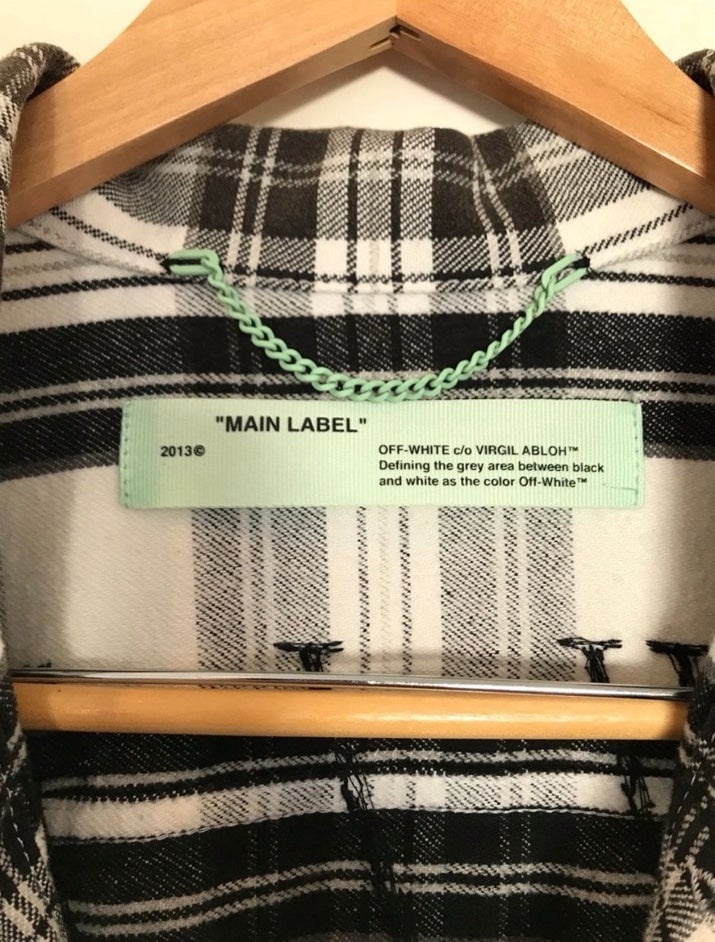 "MAIN LABEL"
2013©
OFF-WHITE c/o VIRGIL ABLOH™
Defining the grey area between black
and white as the color Off-White™